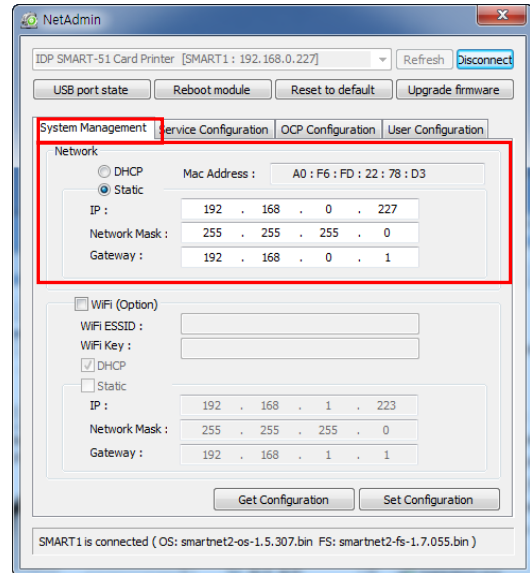 NetAdmin
IDP SMART-51 Card Printer [SMART1 : 192.168.0.227] Refresh Disconnect
USB port state Reboot module Reset to default Upgrade firmware
System Management Service Configuration OCP Configuration User Configuration
Network
DHCP Mac Address : A0 : F6 : FD : 22 : 78 : D3
Static
IP : 192 . 168 . 0 . 227
Network Mask : 255 . 255 . 255 . 0
Gateway : 192 . 168 . 0 . 1
WiFi (Option)
WiFi ESSID :
WiFi Key :
DHCP
Static
IP : 192 . 168 . 1 . 223
Network Mask : 255 . 255 . 255 . 0
Gateway : 192 . 168 . 1 . 1
Get Configuration Set Configuration
SMART1 is connected ( OS: smartnet2-os-1.5.307.bin FS: smartnet2-fs-1.7.055.bin )